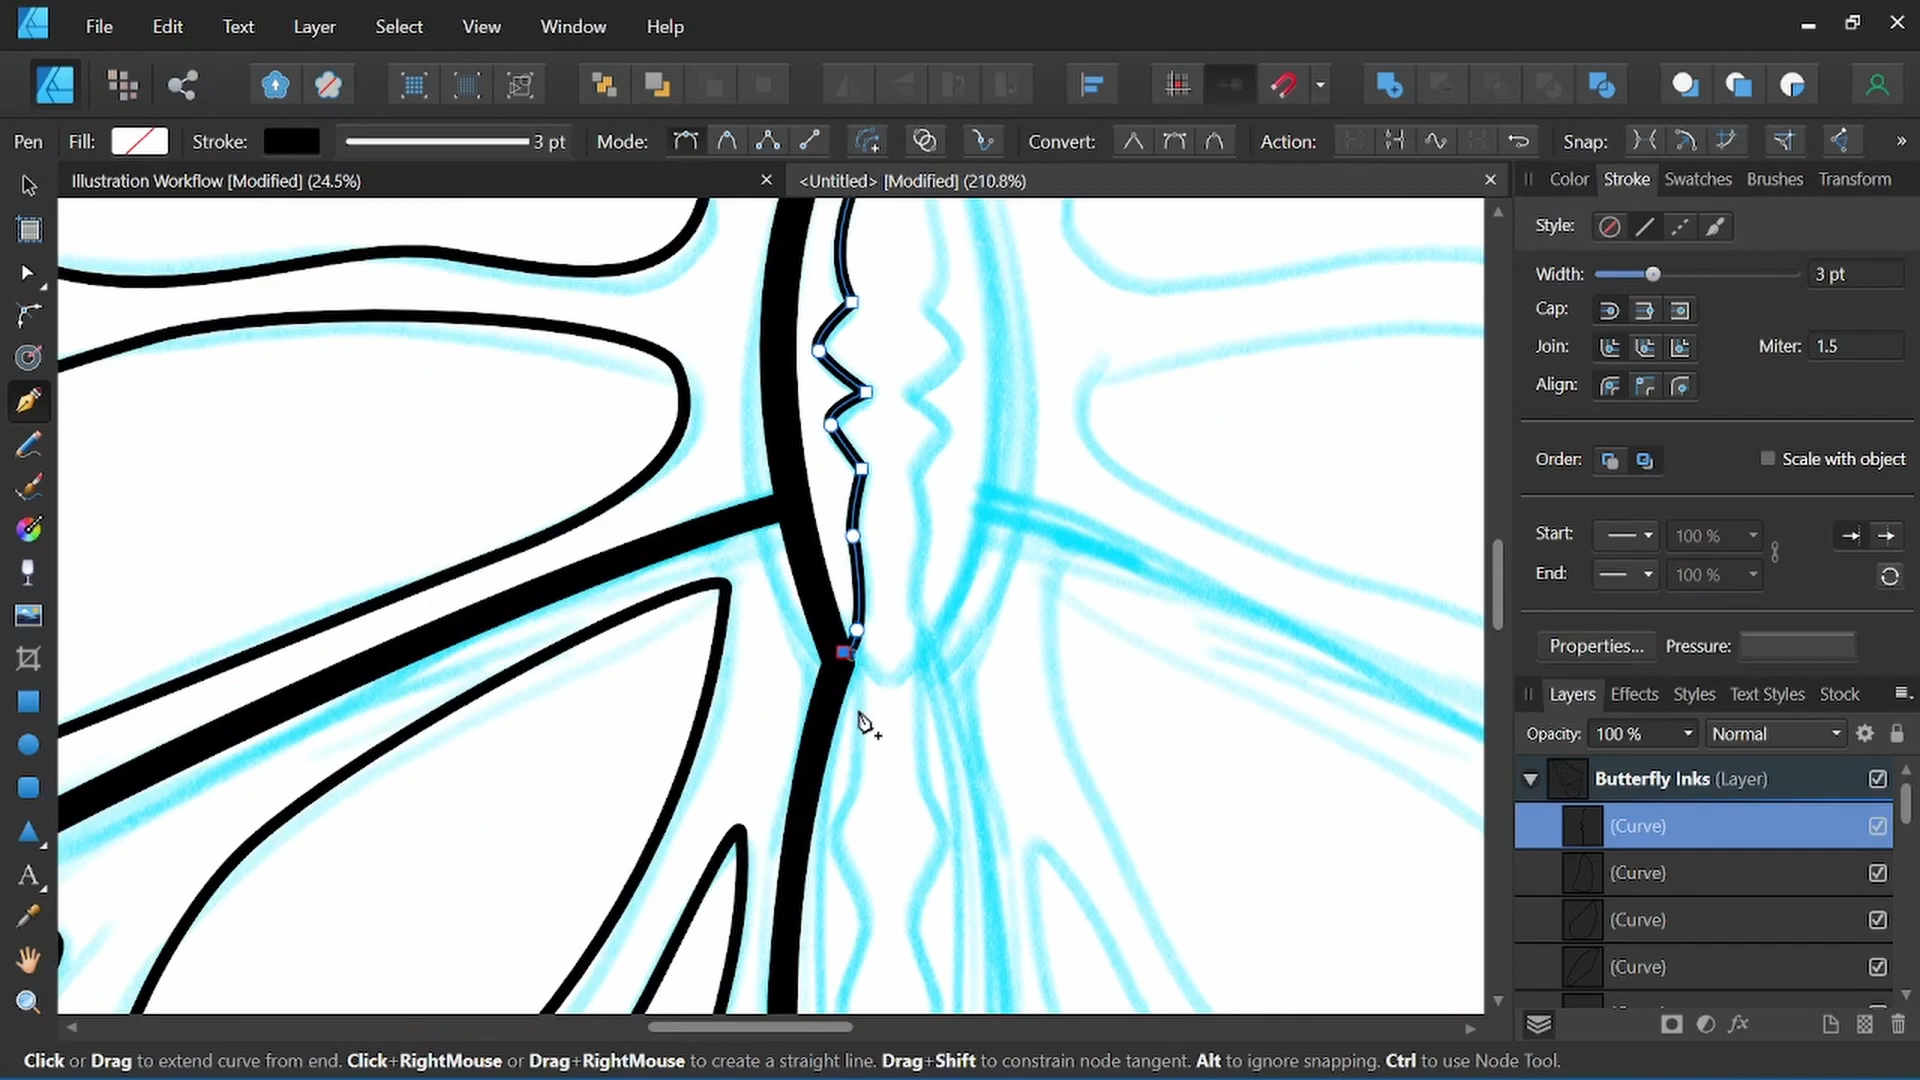 File Edit Text Layer Select View Window Help
Pen Fill: Stroke: 3 pt Mode: Convert: Action: Snap: »
Illustration Workflow [Modified] (24.5%)
<Untitled> [Modified] (210.8%)
Color Stroke Swatches Brushes Transform
Style:
Width: 3 pt
Cap:
Join: Miter: 1.5
Align:
Order: Scale with object
Start: 100 %
End: 100 %
Properties... Pressure:
Layers Effects Styles Text Styles Stock
Opacity: 100 % Normal
Butterfly Inks (Layer)
(Curve)
(Curve)
(Curve)
(Curve)
Click or Drag to extend curve from end. Click+RightMouse or Drag+RightMouse to create a straight line. Drag+Shift to constrain node tangent. Alt to ignore snapping. Ctrl to use Node Tool.